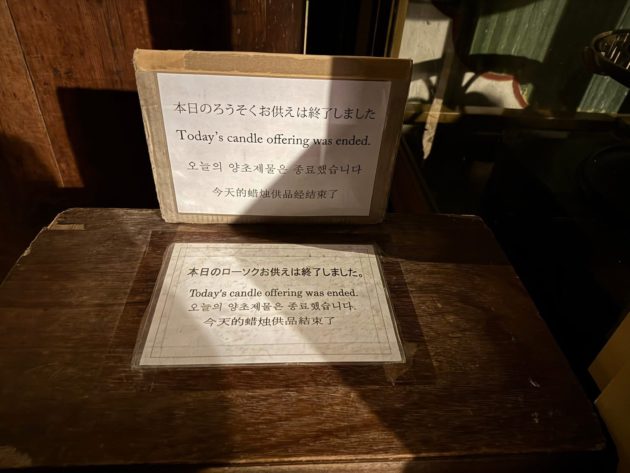 本日のろうそくお供えは終了しました
Today's candle offering was ended.
오늘의 양초제물은 종료했습니다
今天的蜡烛供品经结束了
本日のローソクお供えは終了しました。
Today's candle offering was ended.
오늘의 양초제물은 종료했습니다.
今天的蜡烛供品结束了